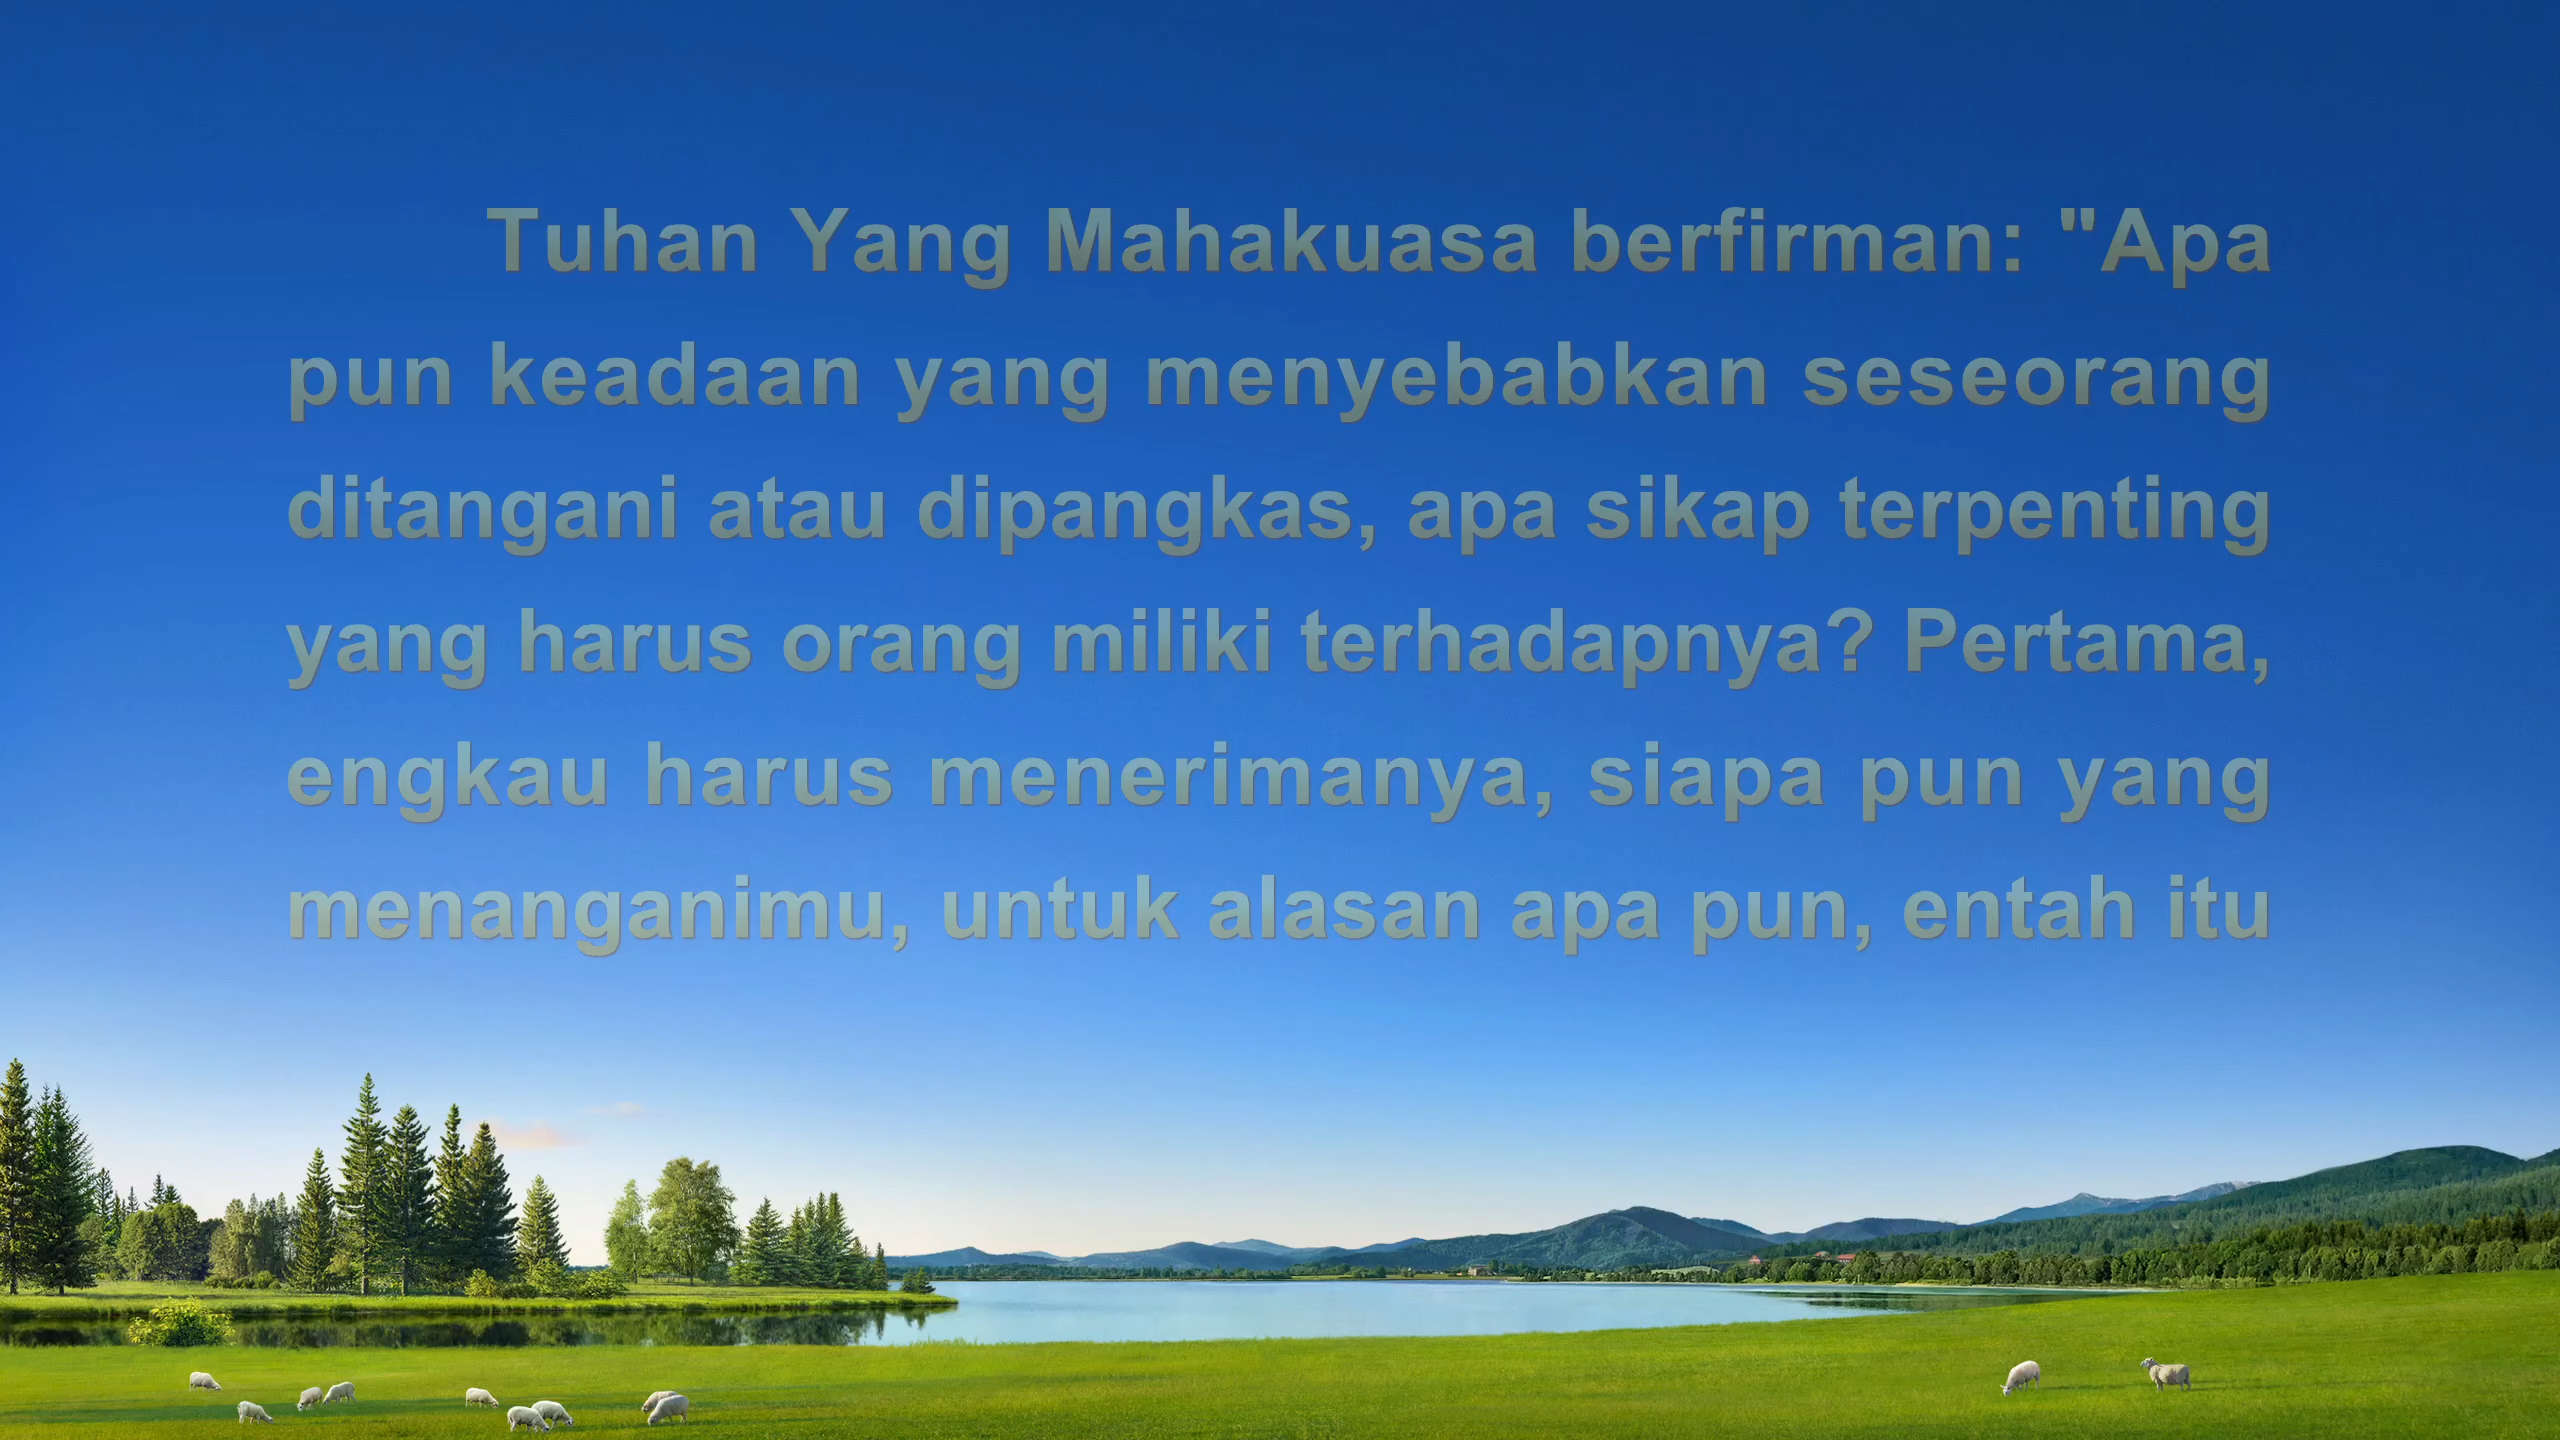 Tuhan Yang Mahakuasa berfirman: "Apa
pun keadaan yang menyebabkan seseorang
ditangani atau dipangkas, apa sikap terpenting
yang harus orang miliki terhadapnya? Pertama,
engkau harus menerimanya, siapa pun yang
menanganimu, untuk alasan apa pun, entah itu